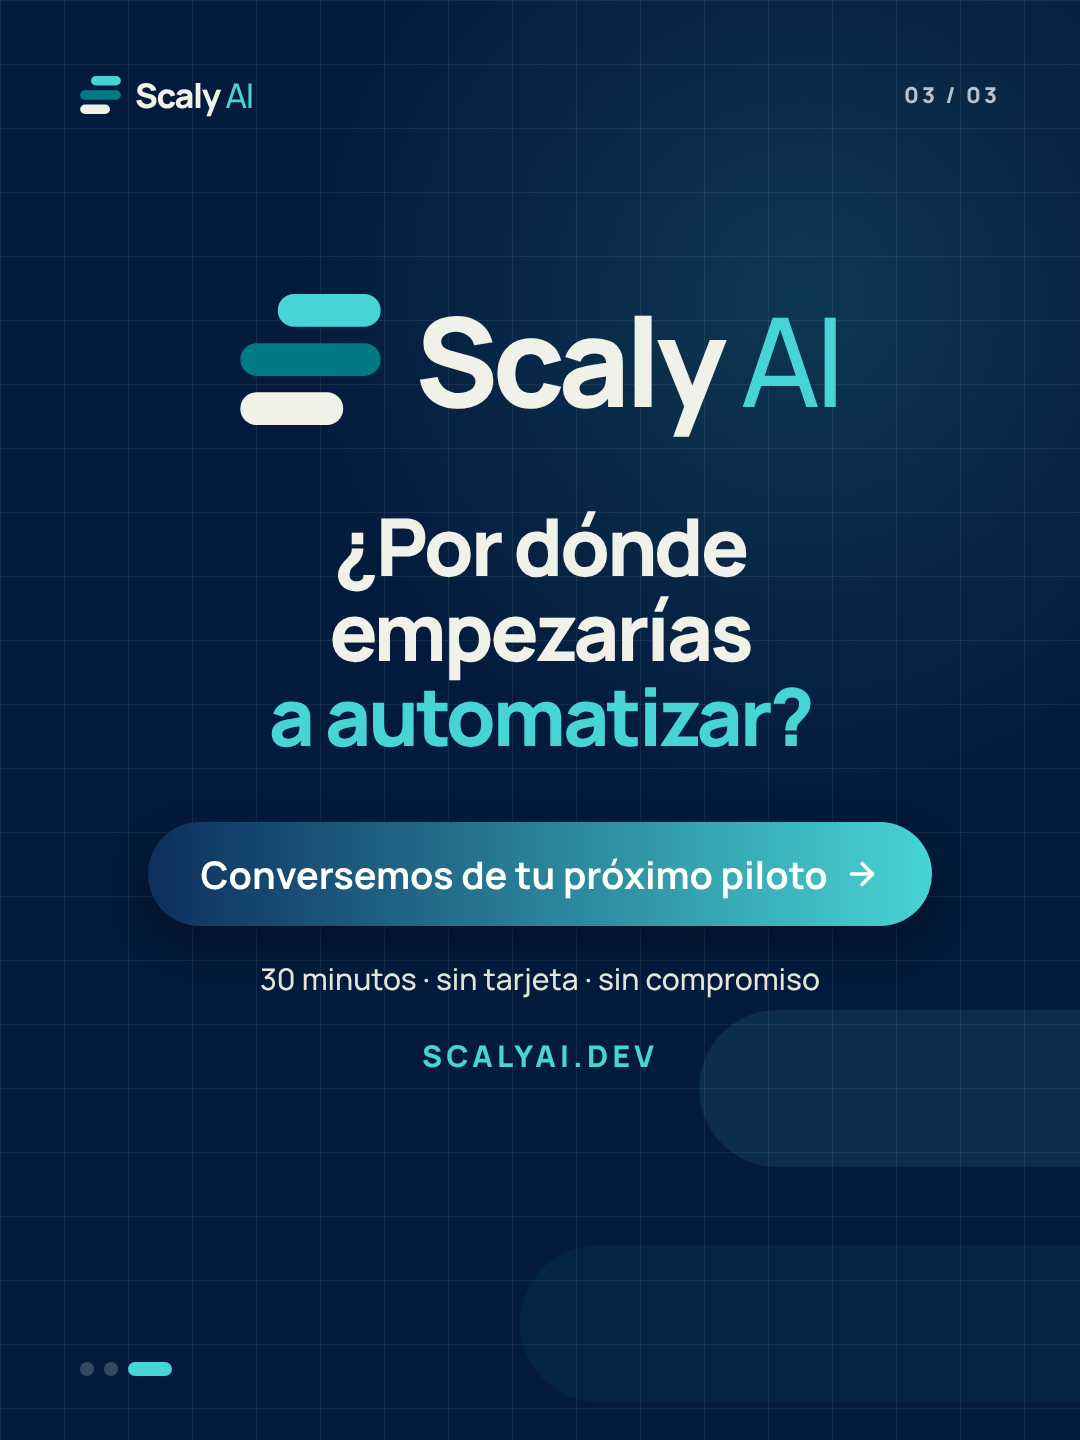 Scaly AI
03 / 03
Scaly AI
¿Por dónde
empezarías
a automatizar?
Conversemos de tu próximo piloto →
30 minutos · sin tarjeta · sin compromiso
SCALYAI.DEV